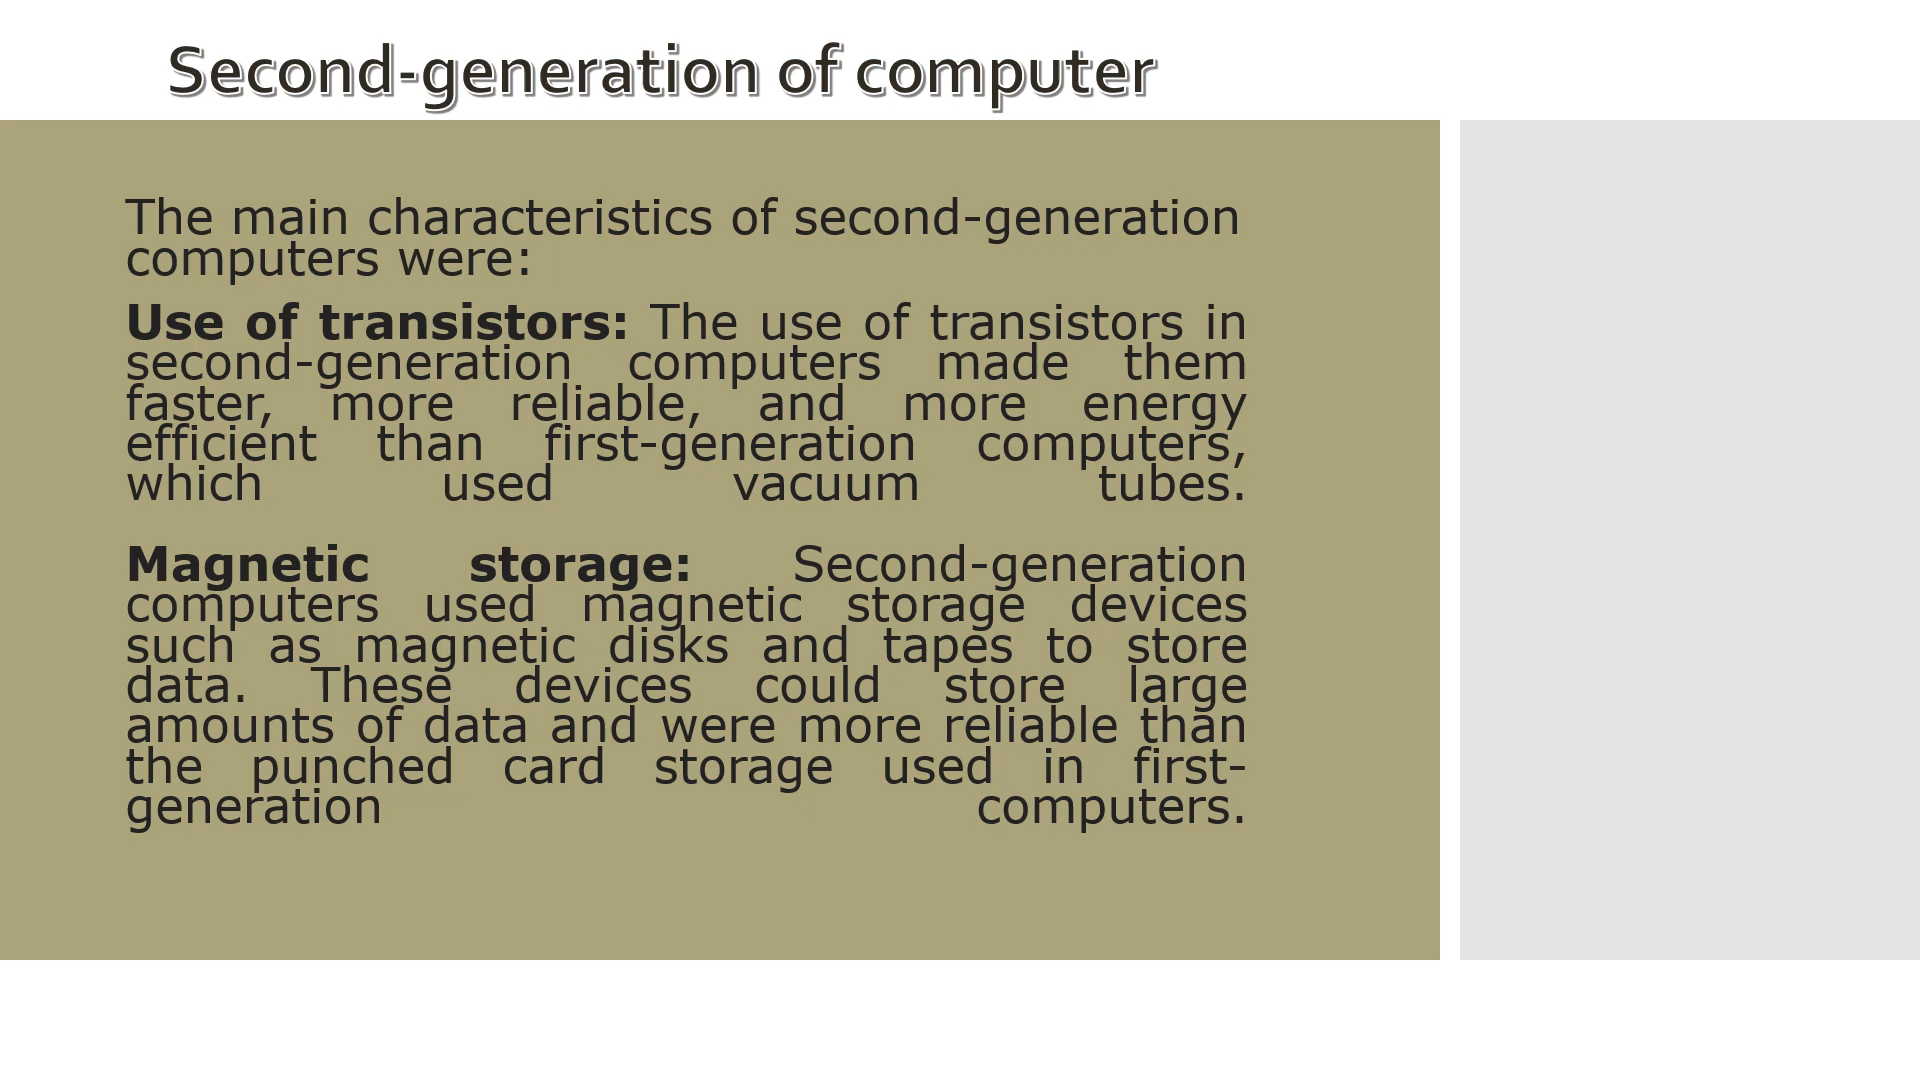 Second-generation of computer
The main characteristics of second-generation
computers were:
Use of transistors: The use of transistors in
second-generation computers made them
faster, more reliable, and more energy
efficient than first-generation computers,
which used vacuum tubes.
Magnetic storage: Second-generation
computers used magnetic storage devices
such as magnetic disks and tapes to store
data. These devices could store large
amounts of data and were more reliable than
the punched card storage used in first-
generation computers.